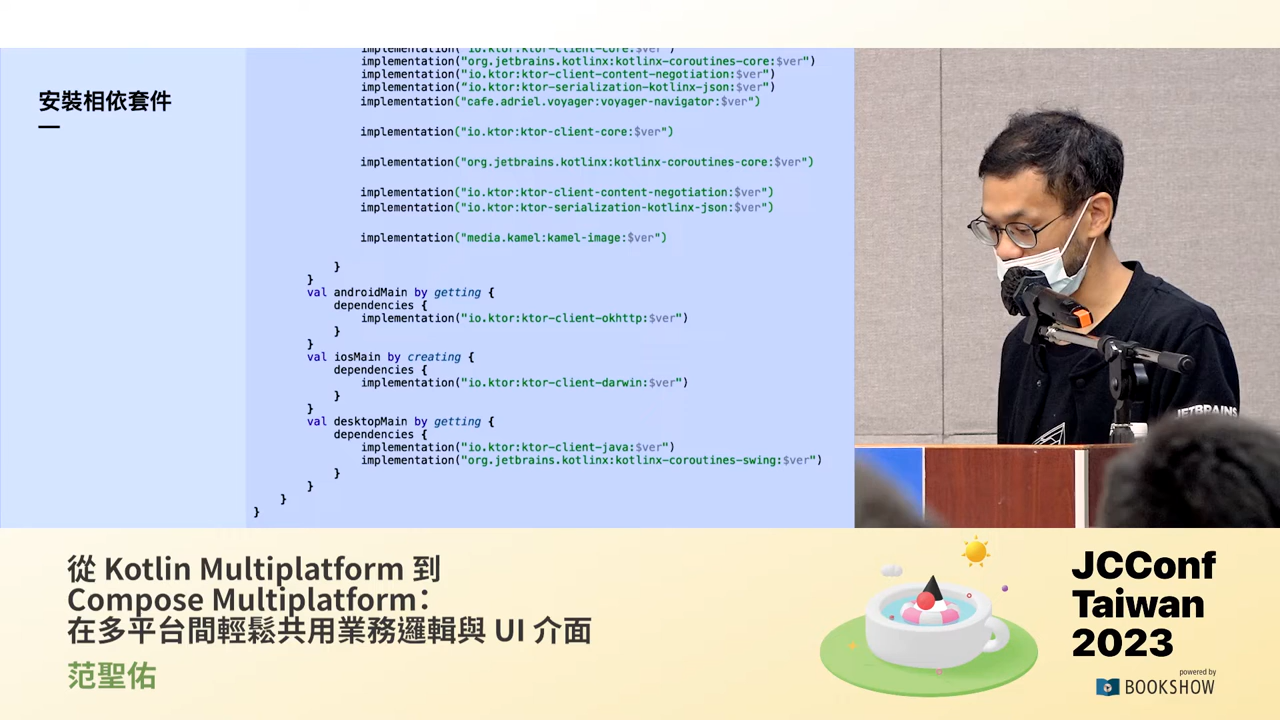 安裝相依套件
implementation("io.ktor:ktor-client-core:$ver")
implementation("org.jetbrains.kotlinx:kotlinx-coroutines-core:$ver")
implementation("io.ktor:ktor-client-content-negotiation:$ver")
implementation("io.ktor:ktor-serialization-kotlinx-json:$ver")
implementation("cafe.adriel.voyager:voyager-navigator:$ver")
implementation("io.ktor:ktor-client-core:$ver")
implementation("org.jetbrains.kotlinx:kotlinx-coroutines-core:$ver")
implementation("io.ktor:ktor-client-content-negotiation:$ver")
implementation("io.ktor:ktor-serialization-kotlinx-json:$ver")
implementation("media.kamel:kamel-image:$ver")
}
}
val androidMain by getting {
dependencies {
implementation("io.ktor:ktor-client-okhttp:$ver")
}
}
val iosMain by creating {
dependencies {
implementation("io.ktor:ktor-client-darwin:$ver")
}
}
val desktopMain by getting {
dependencies {
implementation("io.ktor:ktor-client-java:$ver")
implementation("org.jetbrains.kotlinx:kotlinx-coroutines-swing:$ver")
}
}
}
}
JETBRAINS
從 Kotlin Multiplatform 到
Compose Multiplatform：
在多平台間輕鬆共用業務邏輯與 UI 介面
范聖佑
JCConf
Taiwan
2023
powered by
BOOKSHOW